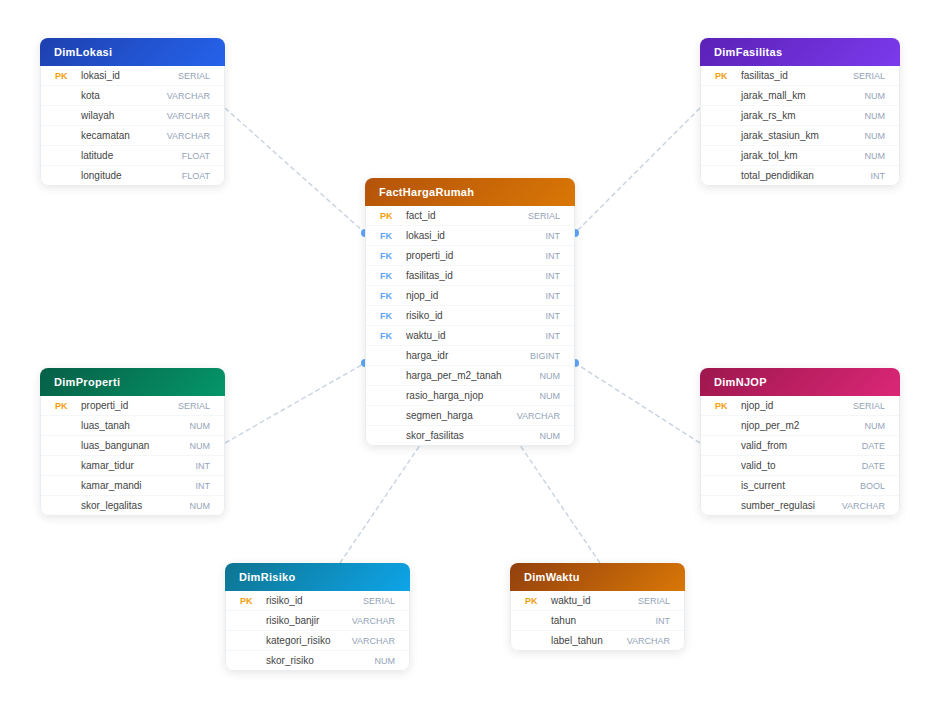 DimLokasi
PK lokasi_id SERIAL
kota VARCHAR
wilayah VARCHAR
kecamatan VARCHAR
latitude FLOAT
longitude FLOAT
DimFasilitas
PK fasilitas_id SERIAL
jarak_mall_km NUM
jarak_rs_km NUM
jarak_stasiun_km NUM
jarak_tol_km NUM
total_pendidikan INT
FactHargaRumah
PK fact_id SERIAL
FK lokasi_id INT
FK properti_id INT
FK fasilitas_id INT
FK njop_id INT
FK risiko_id INT
FK waktu_id INT
harga_idr BIGINT
harga_per_m2_tanah NUM
rasio_harga_njop NUM
segmen_harga VARCHAR
skor_fasilitas NUM
DimProperti
PK properti_id SERIAL
luas_tanah NUM
luas_bangunan NUM
kamar_tidur INT
kamar_mandi INT
skor_legalitas NUM
DimNJOP
PK njop_id SERIAL
njop_per_m2 NUM
valid_from DATE
valid_to DATE
is_current BOOL
sumber_regulasi VARCHAR
DimRisiko
PK risiko_id SERIAL
risiko_banjir VARCHAR
kategori_risiko VARCHAR
skor_risiko NUM
DimWaktu
PK waktu_id SERIAL
tahun INT
label_tahun VARCHAR